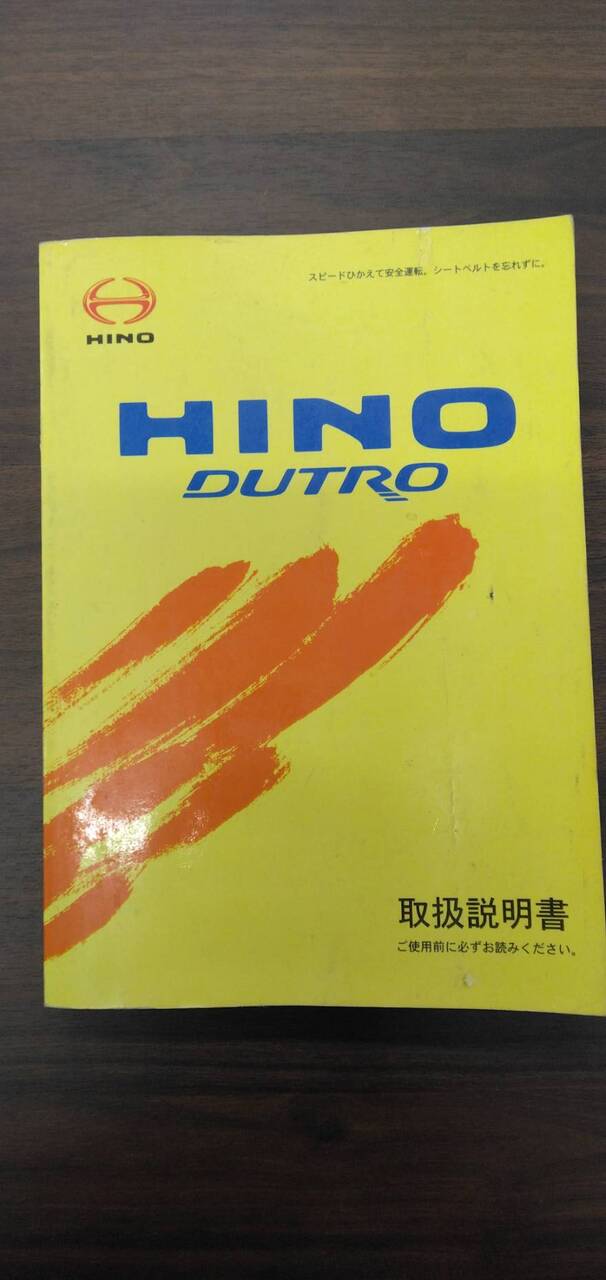 スピードひかえて安全運転。シートベルトを忘れずに。
HINO
HINO
DUTRO
取扱説明書
ご使用前に必ずお読みください。